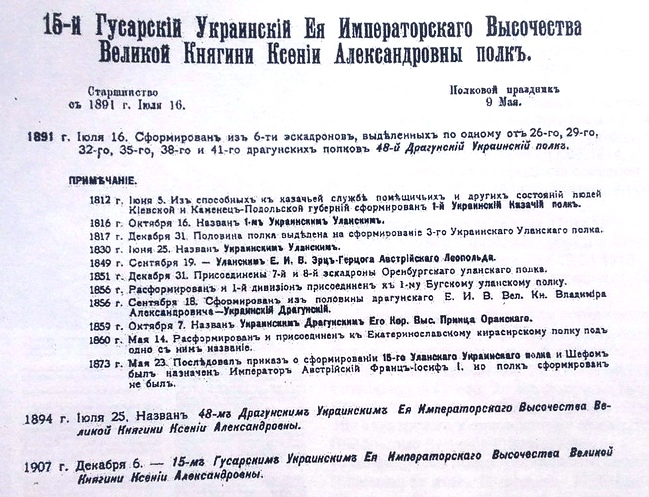 15-й Гусарскій Украинскій Ея Императорскаго Высочества
Великой Княгини Ксеніи Александровны полкъ.
Старшинство
съ 1891 г. Іюля 16.
Полковой праздникъ
9 Мая.
1891 г. Іюля 16. Сформированъ изъ 6-ти эскадроновъ, выдѣленныхъ по одному отъ 26-го, 29-го,
32-го, 35-го, 38-го и 41-го драгунскихъ полковъ 48-й Драгунскій Украинскій полкъ.
ПРИМѢЧАНІЕ.
1812 г. Іюня 5. Изъ способныхъ къ казачьей службѣ помѣщичьихъ и другихъ состояній людей
Кіевской и Каменецъ-Подольской губерній сформированъ 1-й Украинскій Казачій полкъ.
1816 г. Октября 16. Названъ 1-мъ Украинскимъ Уланскимъ.
1817 г. Декабря 31. Половина полка выдѣлена на сформированіе 3-го Украинскаго Уланскаго полка.
1830 г. Іюня 25. Названъ Украинскимъ Уланскимъ.
1849 г. Сентября 19. — Уланскимъ Е. И. В. Эрцъ-Герцога Австрійскаго Леопольда.
1851 г. Декабря 31. Присоединены 7-й и 8-й эскадроны Оренбургскаго уланскаго полка.
1856 г. Расформированъ и 1-й дивизіонъ присоединенъ къ 1-му Бугскому уланскому полку.
1856 г. Сентября 18. Сформированъ изъ половины драгунскаго Е. И. В. Вел. Кн. Владиміра
Александровича—Украинскій Драгунскій.
1859 г. Октября 7. Названъ Украинскимъ Драгунскимъ Его Кор. Выс. Принца Оранскаго.
1860 г. Мая 14. Расформированъ и присоединенъ къ Екатеринославскому кирасирскому полку подъ
одно съ нимъ названіе.
1873 г. Мая 23. Послѣдовалъ приказъ о сформированіи 15-го Уланскаго Украинскаго полка и Шефомъ
былъ назначенъ Императоръ Австрійскій Францъ-Іосифъ I, но полкъ сформированъ
не былъ.
1894 г. Іюля 25. Названъ 48-мъ Драгунскимъ Украинскимъ Ея Императорскаго Высочества Ве-
ликой Княгини Ксеніи Александровны.
1907 г. Декабря 6. — 15-мъ Гусарскимъ Украинскимъ Ея Императорскаго Высочества Великой
Княгини Ксеніи Александровны.